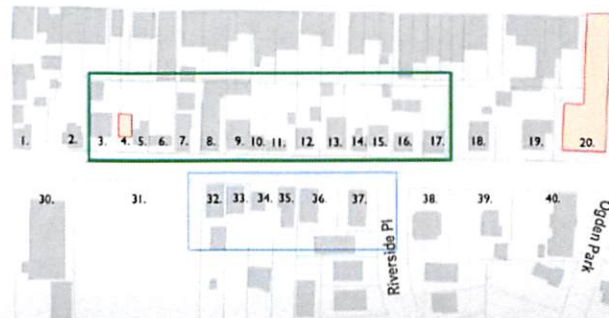 1. 2. 3. 4. 5. 6. 7. 8. 9. 10. 11. 12. 13. 14. 15. 16. 17. 18. 19. 20.
30. 31. 32. 33. 34. 35. 36. 37. 38. 39. 40.
Riverside Pl
Ogden Park